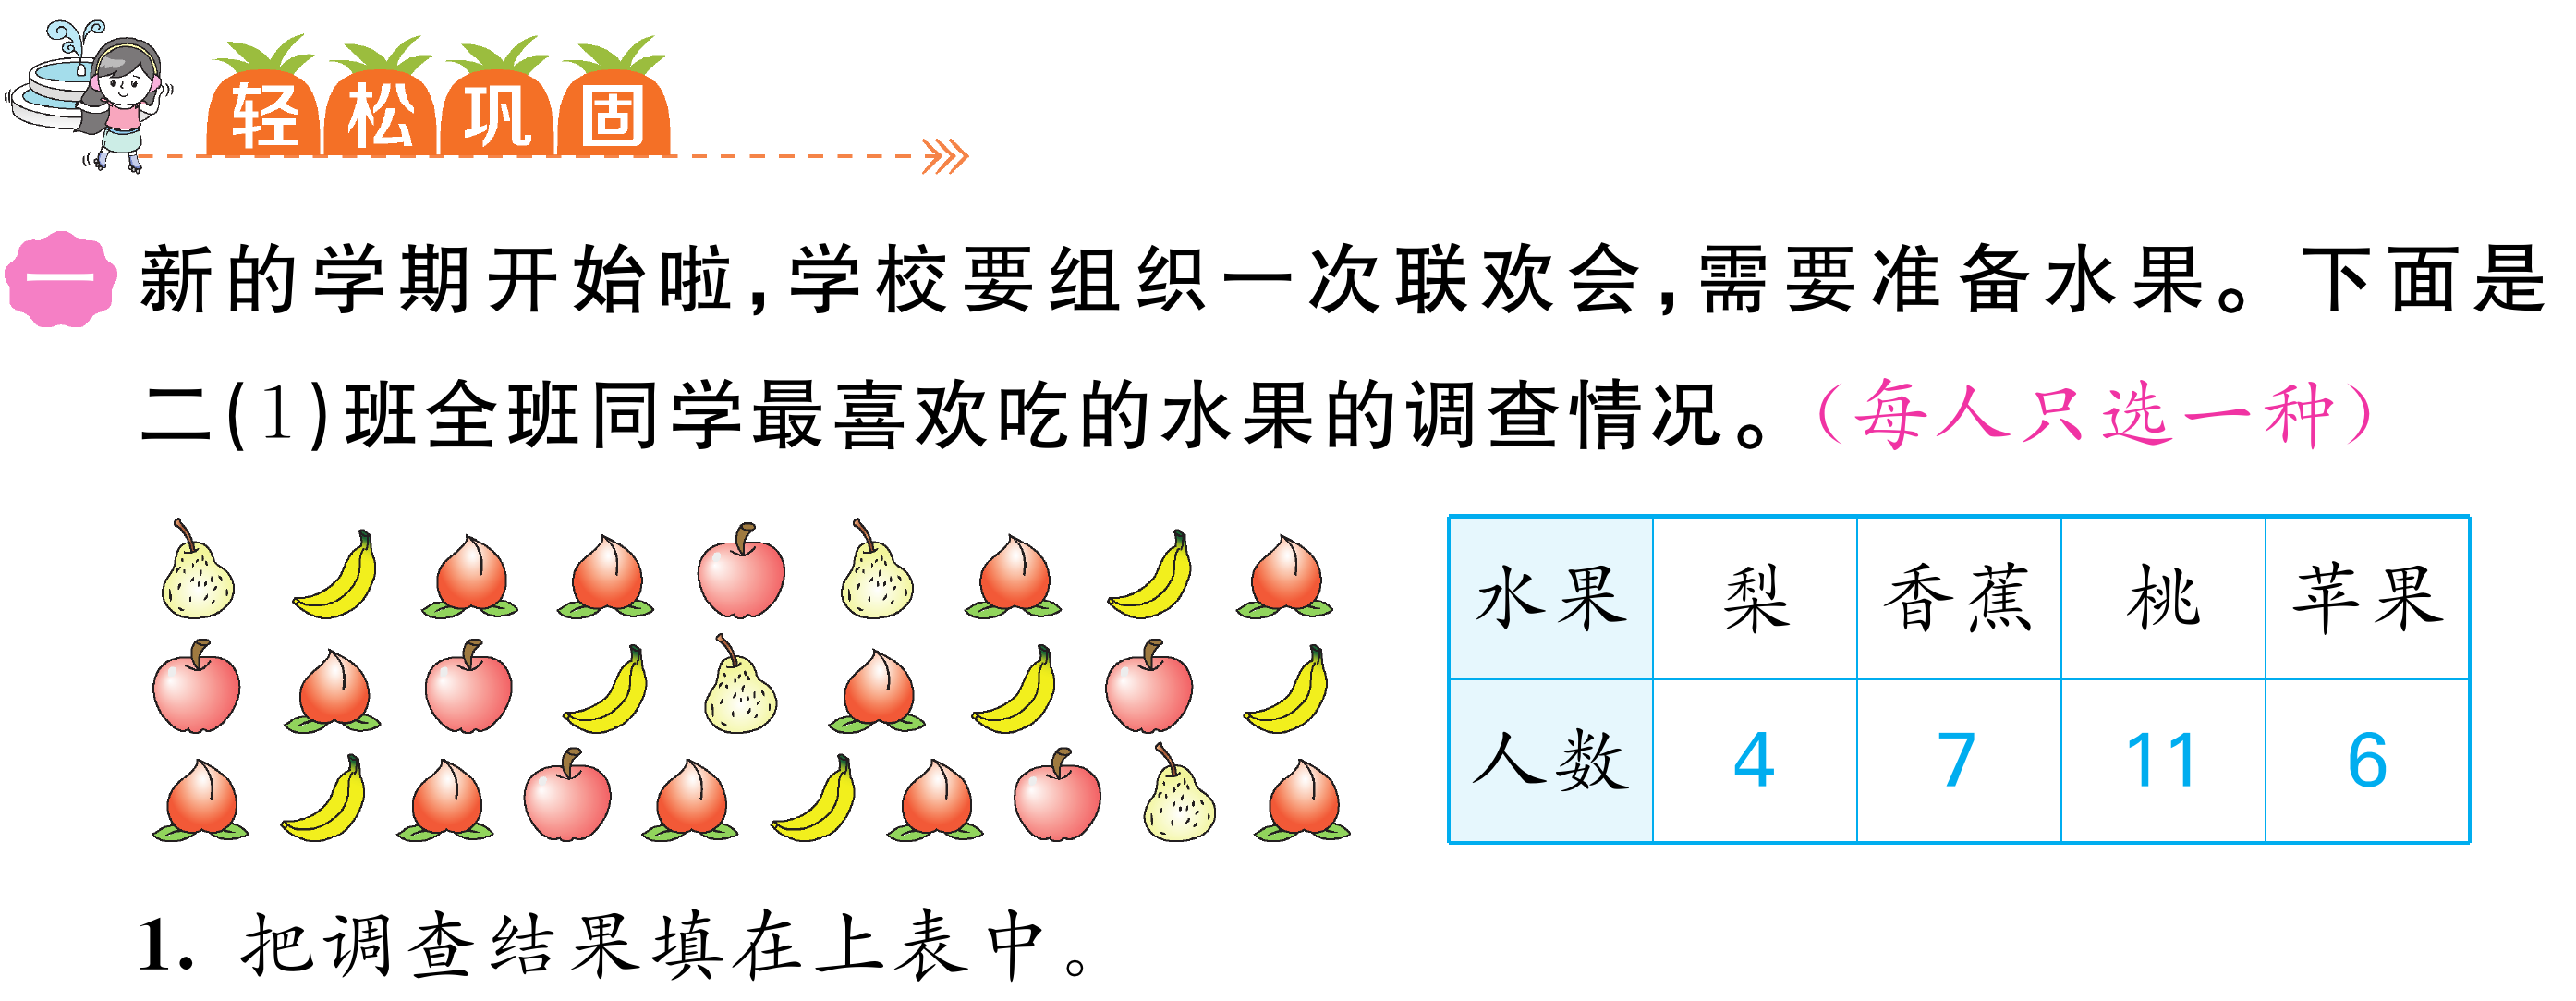 轻松巩固
一 新的学期开始啦,学校要组织一次联欢会,需要准备水果。下面是
二(1)班全班同学最喜欢吃的水果的调查情况。(每人只选一种)
水果 梨 香蕉 桃 苹果
人数 4 7 11 6
1. 把调查结果填在上表中。